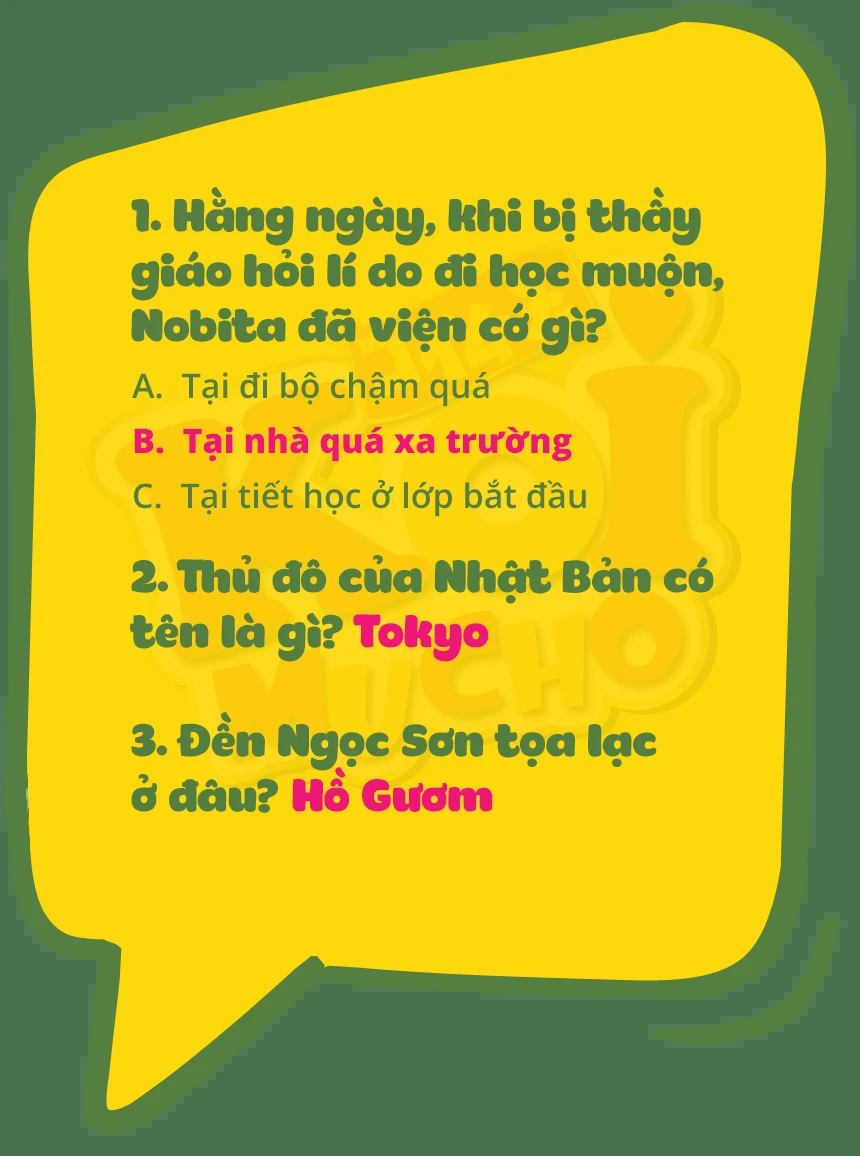 1. Hằng ngày, khi bị thầy
giáo hỏi lí do đi học muộn,
Nobita đã viện cớ gì?
A. Tại đi bộ chậm quá
B. Tại nhà quá xa trường
C. Tại tiết học ở lớp bắt đầu
2. Thủ đô của Nhật Bản có
tên là gì? Tokyo
3. Đền Ngọc Sơn tọa lạc
ở đâu? Hồ Gươm
KOI
MUCHO